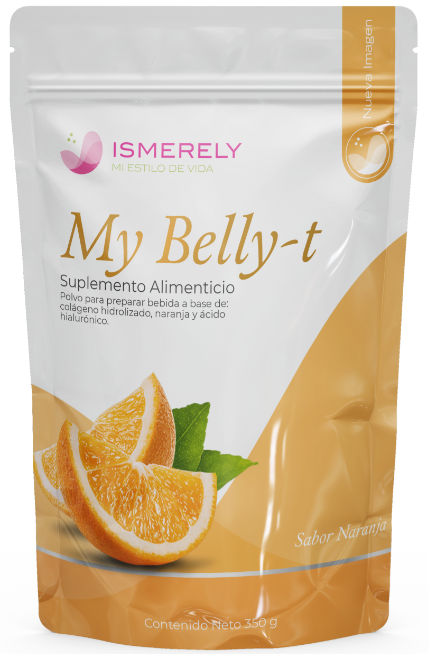 Nueva Imagen
ISMERELY
MI ESTILO DE VIDA
My Belly-t
Suplemento Alimenticio
Polvo para preparar bebida a base de:
colágeno hidrolizado, naranja y ácido
hialurónico.
Sabor Naranja
Contenido Neto 350 g